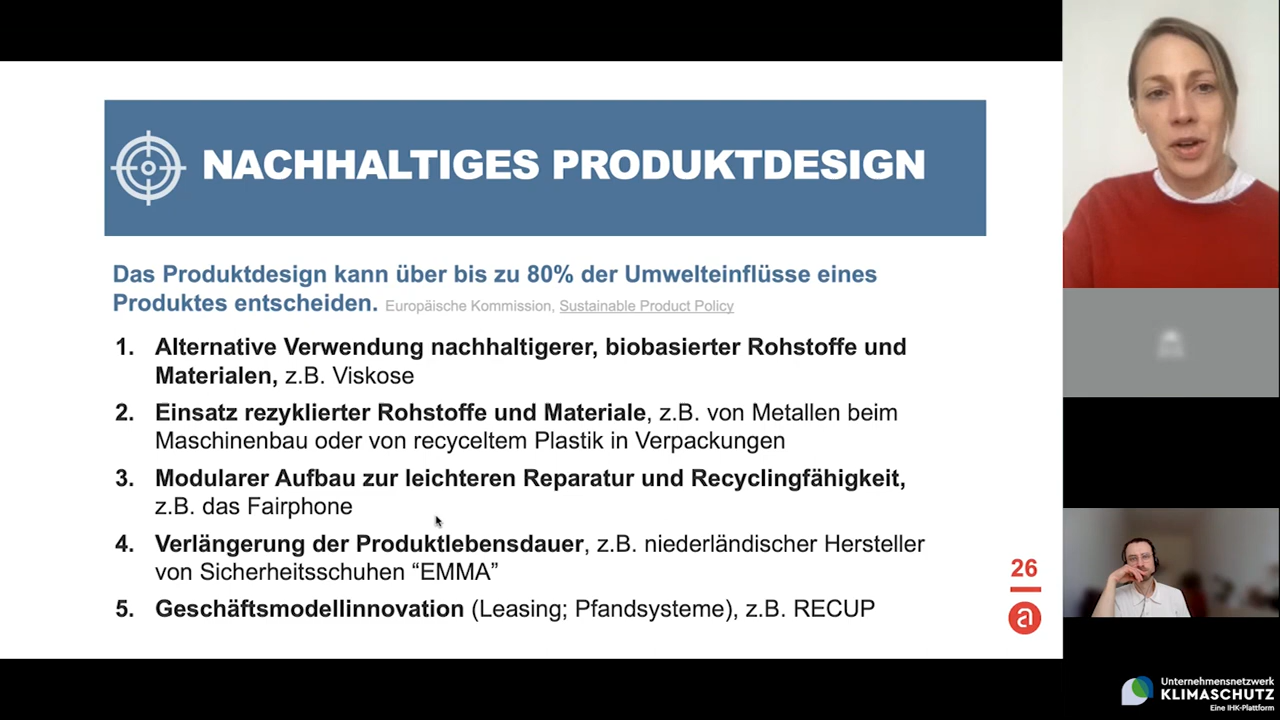 NACHHALTIGES PRODUKTDESIGN
Das Produktdesign kann über bis zu 80% der Umwelteinflüsse eines
Produktes entscheiden. Europäische Kommission, Sustainable Product Policy
1. Alternative Verwendung nachhaltigerer, biobasierter Rohstoffe und
Materialen, z.B. Viskose
2. Einsatz rezyklierter Rohstoffe und Materiale, z.B. von Metallen beim
Maschinenbau oder von recyceltem Plastik in Verpackungen
3. Modularer Aufbau zur leichteren Reparatur und Recyclingfähigkeit,
z.B. das Fairphone
4. Verlängerung der Produktlebensdauer, z.B. niederländischer Hersteller
von Sicherheitsschuhen “EMMA”
5. Geschäftsmodellinnovation (Leasing; Pfandsysteme), z.B. RECUP
26
a
Unternehmensnetzwerk
KLIMASCHUTZ
Eine IHK-Plattform